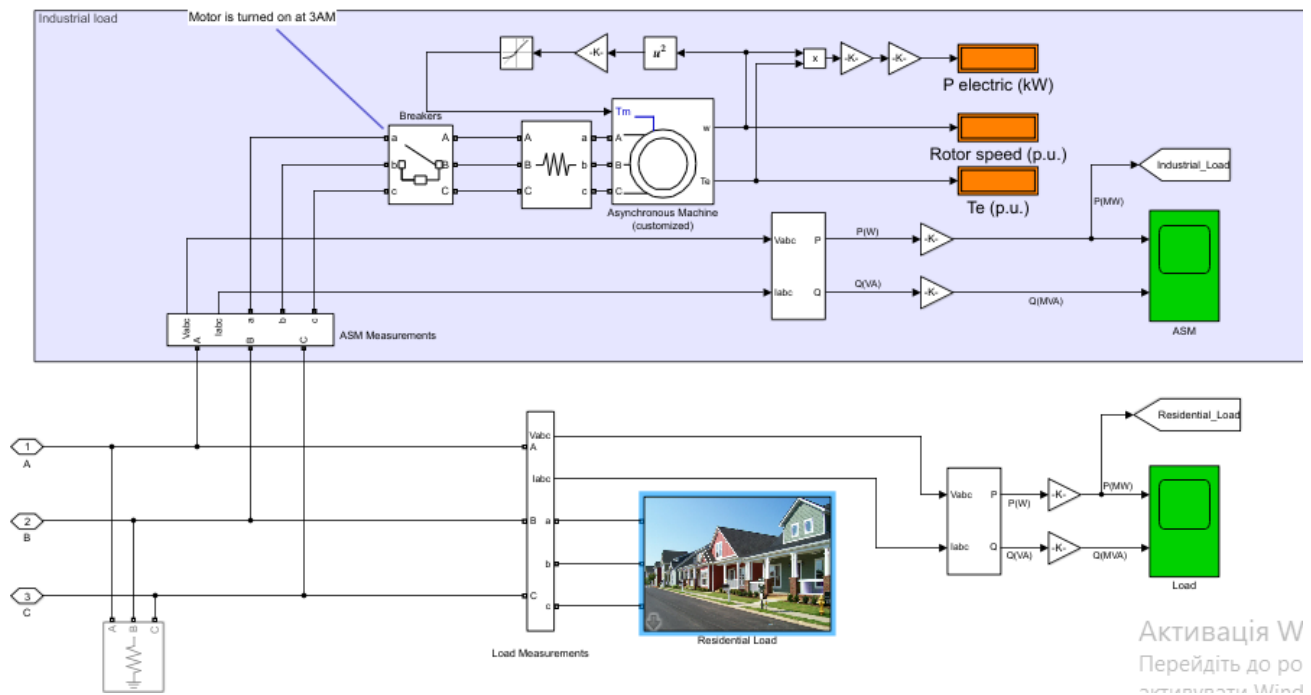 Industrial load
Motor is turned on at 3AM
-K-
u²
x
-K-
-K-
P electric (kW)
Breakers
a
A
b
B
c
C
A
a
B
b
C
c
Tm
A
B
C
w
Te
Asynchronous Machine
(customized)
Rotor speed (p.u.)
Te (p.u.)
Industrial_Load
P(MW)
Vabc
P
Iabc
Q
P(W)
-K-
Q(VA)
-K-
Q(MVA)
ASM
Vabc
Iabc
a
b
c
A
B
C
ASM Measurements
1
A
2
B
3
C
A
B
C
Vabc
A
Iabc
B
a
b
C
c
Load Measurements
Residential Load
Vabc
P
Iabc
Q
P(W)
-K-
P(MW)
Q(VA)
-K-
Q(MVA)
Residential_Load
Load
Активація W
Перейдіть до ро